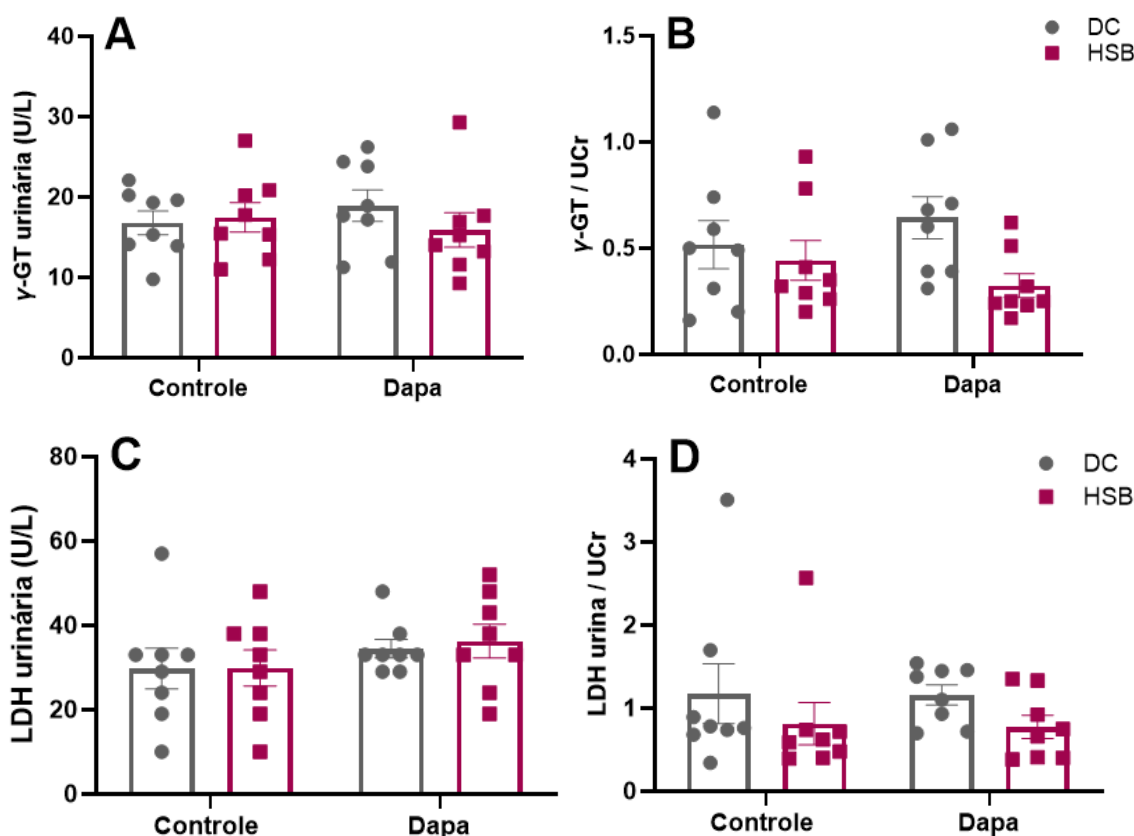 A
γ-GT urinária (U/L)
40
30
20
10
0
Controle
Dapa
B
γ-GT / UCr
1.5
1.0
0.5
0.0
Controle
Dapa
DC
HSB
C
LDH urinária (U/L)
80
60
40
20
0
Controle
Dapa
D
LDH urina / UCr
4
3
2
1
0
Controle
Dapa
DC
HSB